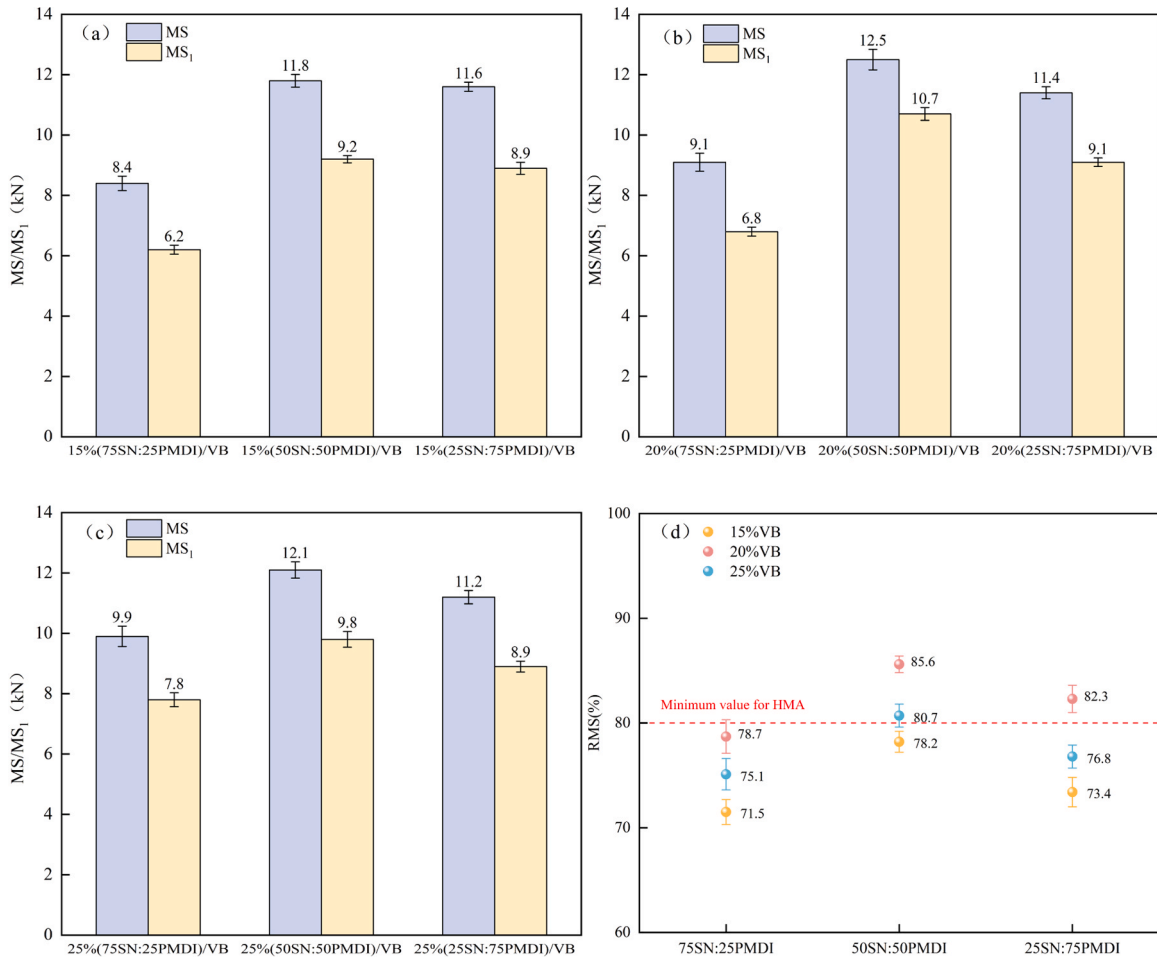 (a)
MS
MS₁
14
12
10
8
6
4
2
0
MS/MS₁（kN）
8.4
6.2
11.8
9.2
11.6
8.9
15%(75SN:25PMDI)/VB 15%(50SN:50PMDI)/VB 15%(25SN:75PMDI)/VB
(b)
MS
MS₁
14
12
10
8
6
4
2
0
MS/MS₁（kN）
9.1
6.8
12.5
10.7
11.4
9.1
20%(75SN:25PMDI)/VB 20%(50SN:50PMDI)/VB 20%(25SN:75PMDI)/VB
(c)
MS
MS₁
14
12
10
8
6
4
2
0
MS/MS₁（kN）
9.9
7.8
12.1
9.8
11.2
8.9
25%(75SN:25PMDI)/VB 25%(50SN:50PMDI)/VB 25%(25SN:75PMDI)/VB
(d)
15%VB
20%VB
25%VB
100
90
80
70
60
RMS(%)
Minimum value for HMA
78.7
75.1
71.5
85.6
80.7
78.2
82.3
76.8
73.4
75SN:25PMDI 50SN:50PMDI 25SN:75PMDI